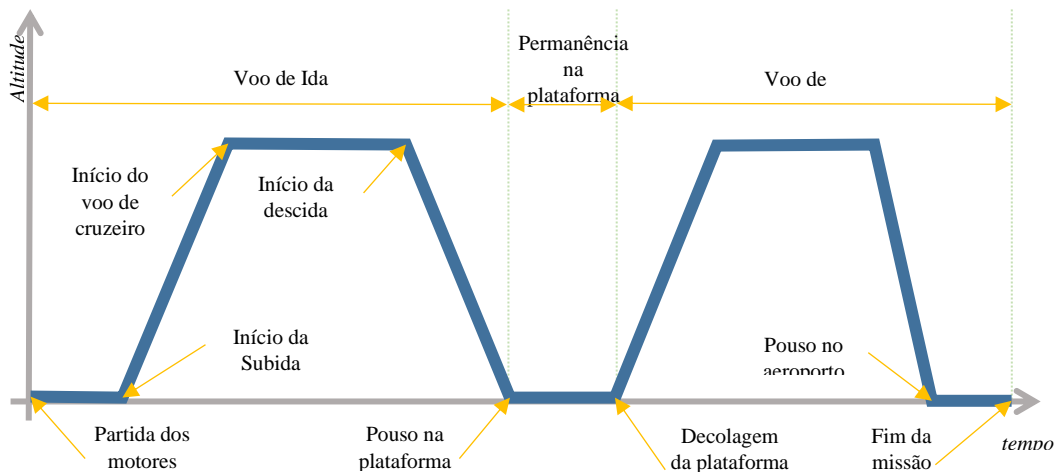 Altitude
Voo de Ida
Permanência
na
plataforma
Voo de
Início do
voo de
cruzeiro
Início da
descida
Início da
Subida
Pouso no
aeroporto
Partida dos
motores
Pouso na
plataforma
Decolagem
da plataforma
Fim da
missão
tempo